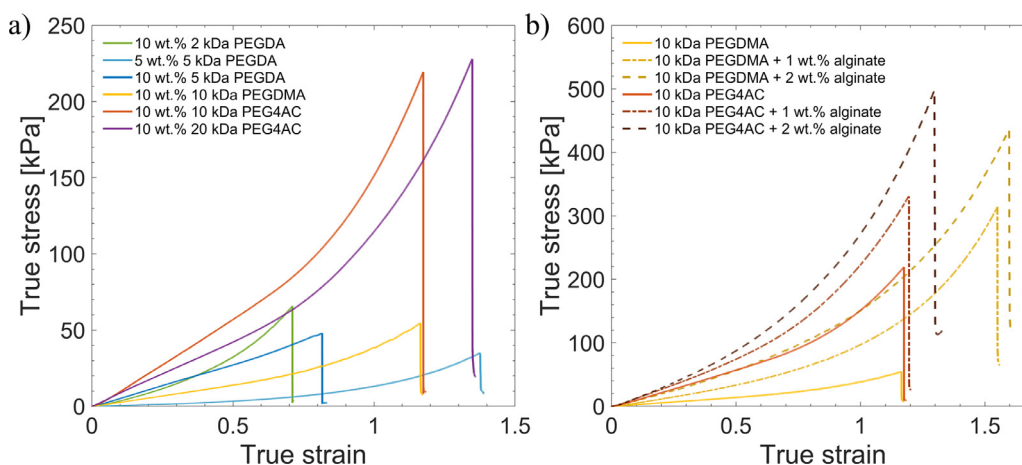 a)
250
200
150
100
50
0
True stress [kPa]
10 wt.% 2 kDa PEGDA
5 wt.% 5 kDa PEGDA
10 wt.% 5 kDa PEGDA
10 wt.% 10 kDa PEGDMA
10 wt.% 10 kDa PEG4AC
10 wt.% 20 kDa PEG4AC
0 0.5 1 1.5
True strain
b)
600
500
400
300
200
100
0
True stress [kPa]
10 kDa PEGDMA
10 kDa PEGDMA + 1 wt.% alginate
10 kDa PEGDMA + 2 wt.% alginate
10 kDa PEG4AC
10 kDa PEG4AC + 1 wt.% alginate
10 kDa PEG4AC + 2 wt.% alginate
0 0.5 1 1.5
True strain